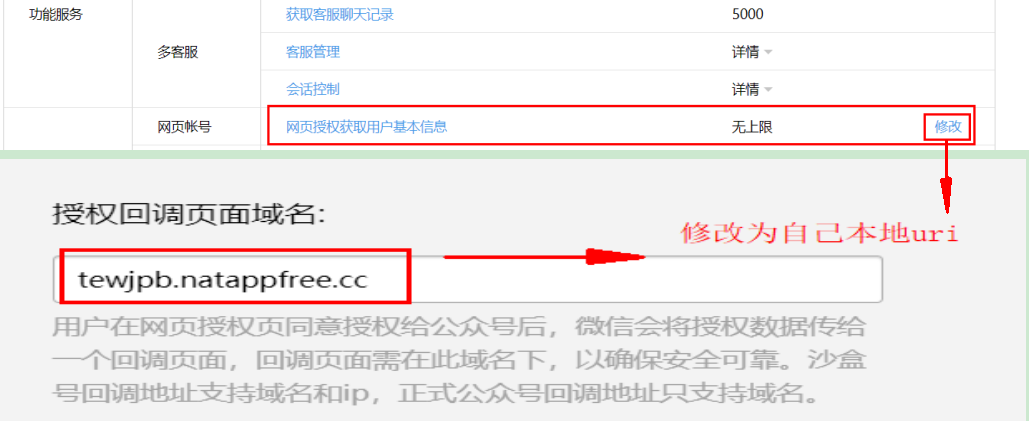 功能服务
获取客服聊天记录 5000
多客服
客服管理 详情
会话控制 详情
网页帐号 网页授权获取用户基本信息 无上限 修改
授权回调页面域名:
修改为自己本地uri
tewjpb.natappfree.cc
用户在网页授权页同意授权给公众号后，微信会将授权数据传给
一个回调页面，回调页面需在此域名下，以确保安全可靠。沙盒
号回调地址支持域名和ip，正式公众号回调地址只支持域名。